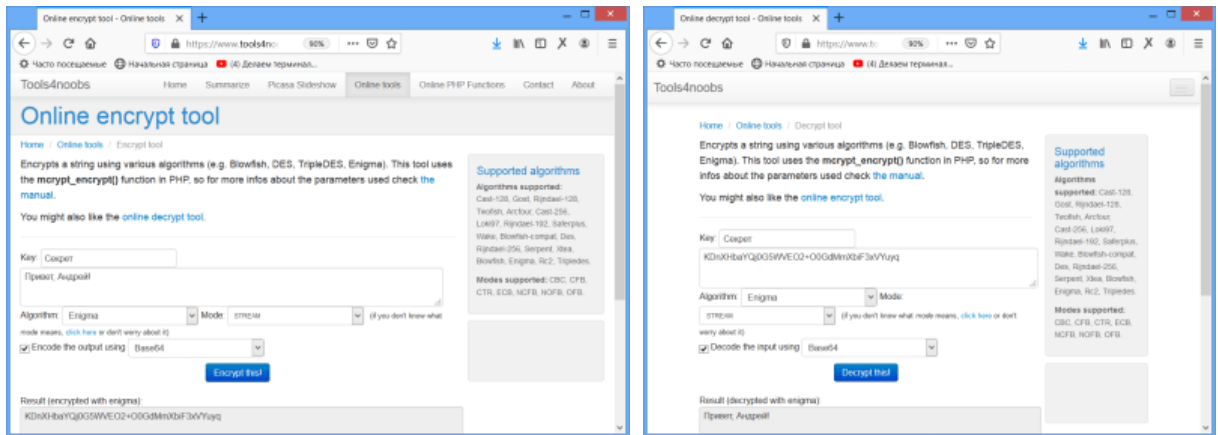 Online encrypt tool - Online tools
https://www.tools4no
90%
Часто посещаемые Начальная страница (4) Делаем терминал...
Tools4noobs Home Summarize Picasa Slideshow Online tools Online PHP Functions Contact About
Online encrypt tool
Home / Online tools / Encrypt tool
Encrypts a string using various algorithms (e.g. Blowfish, DES, TripleDES, Enigma). This tool uses
the mcrypt_encrypt() function in PHP, so for more infos about the parameters used check the
manual.
You might also like the online decrypt tool.
Supported algorithms
Algorithms supported:
Cast-128, Gost, Rijndael-128,
Twofish, Arcfour, Cast-256,
Loki97, Rijndael-192, Saferplus,
Wake, Blowfish-compat, Des,
Rijndael-256, Serpent, Xtea,
Blowfish, Enigma, Rc2, Tripledes.
Modes supported: CBC, CFB,
CTR, ECB, NCFB, NOFB, OFB.
Key: Секрет
Привет, Андрей!
Algorithm: Enigma Mode: STREAM (if you don't know what
mode means, click here or don't worry about it)
Encode the output using Base64
Encrypt this!
Result (encrypted with enigma):
Online decrypt tool - Online tools
90%
Часто посещаемые Начальная страница (4) Делаем терминал...
Tools4noobs
Home / Online tools / Decrypt tool
Encrypts a string using various algorithms (e.g. Blowfish, DES, TripleDES,
Enigma). This tool uses the mcrypt_encrypt() function in PHP, so for more
infos about the parameters used check the manual.
You might also like the online encrypt tool.
Supported
algorithms
Algorithms
supported: Cast-128,
Gost, Rijndael-128,
Twofish, Arcfour,
Cast-256, Loki97,
Rijndael-192, Saferplus,
Wake, Blowfish-compat,
Des, Rijndael-256,
Serpent, Xtea, Blowfish,
Enigma, Rc2, Tripledes.
Modes supported:
CBC, CFB, CTR, ECB,
NCFB, NOFB, OFB.
Key: Секрет
Algorithm: Enigma Mode:
STREAM (if you don't know what mode means, click here or don't
worry about it)
Decode the input using Base64
Decrypt this!
Result (decrypted with enigma):
Привет, Андрей!